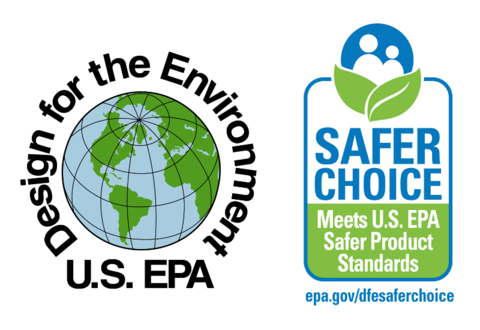 Design for the Environment
U.S. EPA
SAFER
CHOICE
Meets U.S. EPA
Safer Product
Standards
epa.gov/dfesaferchoice